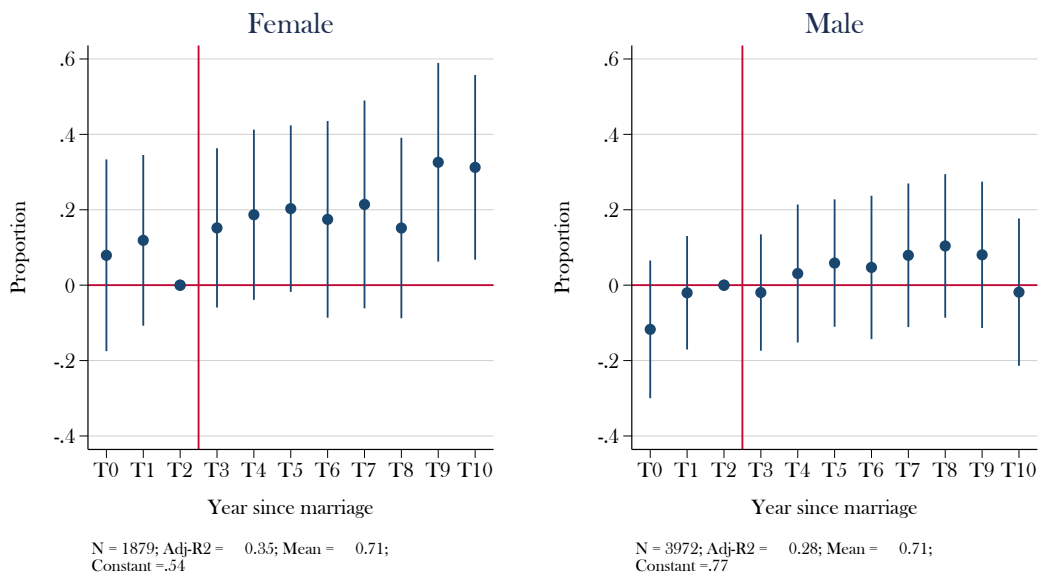 Female
Proportion
.6
.4
.2
0
-.2
-.4
T0 T1 T2 T3 T4 T5 T6 T7 T8 T9 T10
Year since marriage
N = 1879; Adj-R2 = 0.35; Mean = 0.71;
Constant =.54
Male
Proportion
.6
.4
.2
0
-.2
-.4
T0 T1 T2 T3 T4 T5 T6 T7 T8 T9 T10
Year since marriage
N = 3972; Adj-R2 = 0.28; Mean = 0.71;
Constant =.77